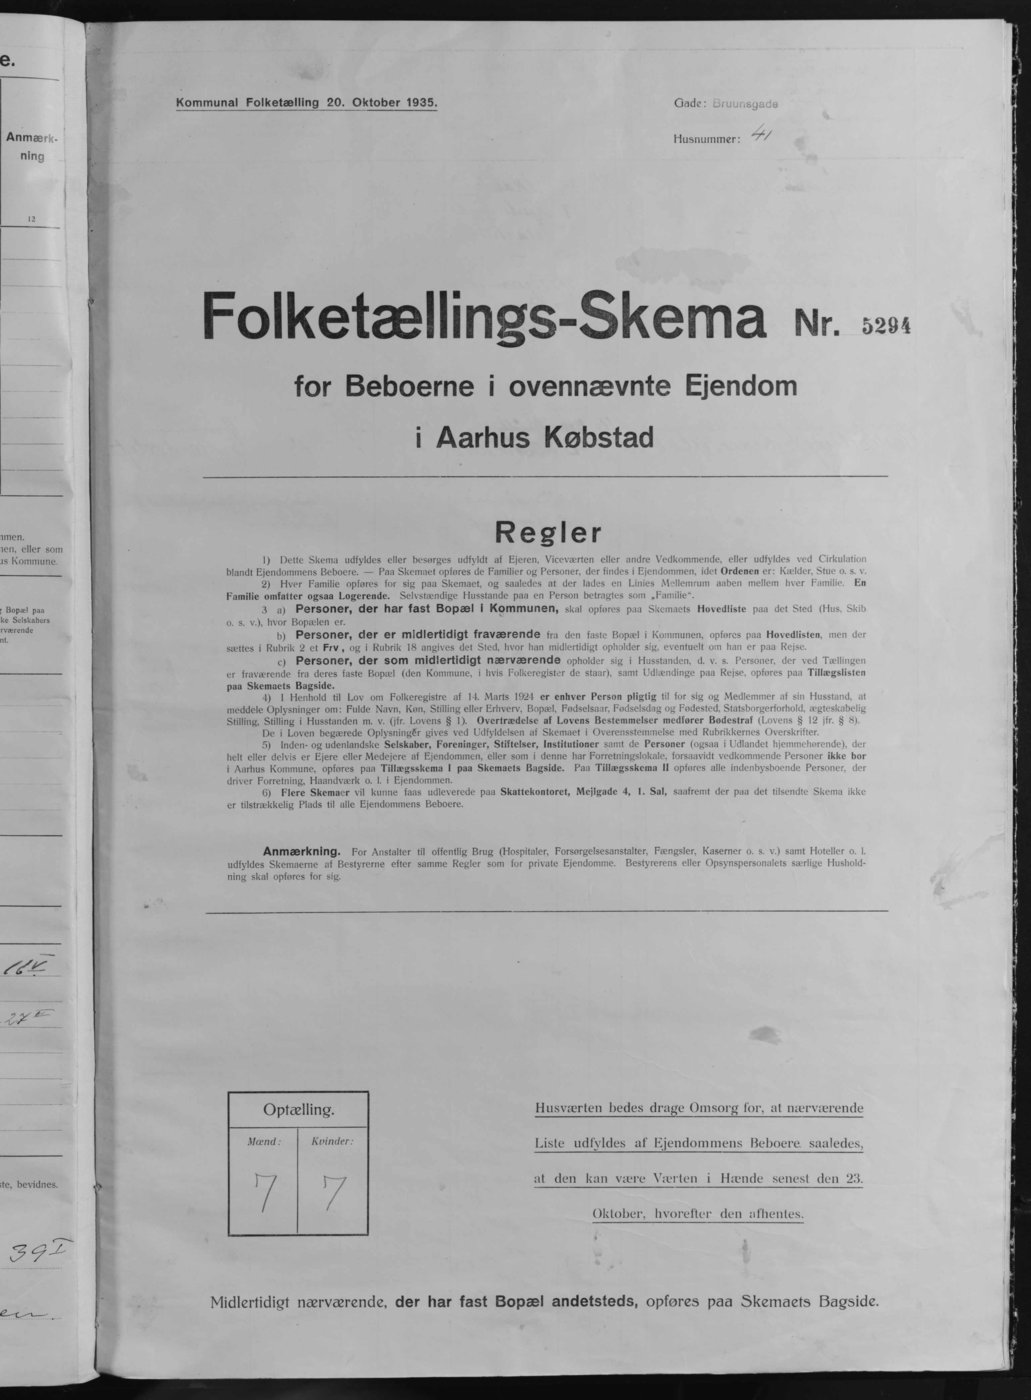 e.
Anmærk-
ning
12
mmen.
nen, eller som
us Kommune.
Bopæl paa
ke Selskabers
rværende
nt.
16 V.
27 II
te, bevidnes.
39 I
en.
Kommunal Folketælling 20. Oktober 1935.
Gade: Bruunsgade
Husnummer: 41
Folketællings-Skema Nr. 5294
for Beboerne i ovennævnte Ejendom
i Aarhus Købstad
Regler
1) Dette Skema udfyldes eller besørges udfyldt af Ejeren, Viceværten eller andre Vedkommende, eller udfyldes ved Cirkulation
blandt Ejendommens Beboere. — Paa Skemaet opføres de Familier og Personer, der findes i Ejendommen, idet Ordenen er: Kælder, Stue o. s. v.
2) Hver Familie opføres for sig paa Skemaet, og saaledes at der lades en Linies Mellemrum aaben mellem hver Familie. En
Familie omfatter ogsaa Logerende. Selvstændige Husstande paa en Person betragtes som „Familie“.
3 a) Personer, der har fast Bopæl i Kommunen, skal opføres paa Skemaets Hovedliste paa det Sted (Hus, Skib
o. s. v.), hvor Bopælen er.
b) Personer, der er midlertidigt fraværende fra den faste Bopæl i Kommunen, opføres paa Hovedlisten, men der
sættes i Rubrik 2 et Frv., og i Rubrik 18 angives det Sted, hvor han midlertidigt opholder sig, eventuelt om han er paa Rejse.
c) Personer, der som midlertidigt nærværende opholder sig i Husstanden, d. v. s. Personer, der ved Tællingen
er fraværende fra deres faste Bopæl (den Kommune, i hvis Folkeregister de staar), samt Udlændinge paa Rejse, opføres paa Tillægslisten
paa Skemaets Bagside.
4) I Henhold til Lov om Folkeregistre af 14. Marts 1924 er enhver Person pligtig til for sig og Medlemmer af sin Husstand, at
meddele Oplysninger om: Fulde Navn, Køn, Stilling eller Erhverv, Bopæl, Fødselsaar, Fødselsdag og Fødested, Statsborgerforhold, ægteskabelig
Stilling, Stilling i Husstanden m. v. (jfr. Lovens § 1). Overtrædelse af Lovens Bestemmelser medfører Bødestraf (Lovens § 12 jfr. § 8).
De i Loven begærede Oplysninger gives ved Udfyldelsen af Skemaet i Overensstemmelse med Rubrikkernes Overskrifter.
5) Inden- og udenlandske Selskaber, Foreninger, Stiftelser, Institutioner samt de Personer (ogsaa i Udlandet hjemmehørende), der
helt eller delvis er Ejere eller Medejere af Ejendommen, eller som i denne har Forretningslokale, forsaavidt vedkommende Personer ikke bor
i Aarhus Kommune, opføres paa Tillægsskema I paa Skemaets Bagside. Paa Tillægsskema II opføres alle indenbysboende Personer, der
driver Forretning, Haandværk o. l. i Ejendommen.
6) Flere Skemaer vil kunne faas udleverede paa Skattekontoret, Mejlgade 4, 1. Sal, saafremt der paa det tilsendte Skema ikke
er tilstrækkelig Plads til alle Ejendommens Beboere.
Anmærkning. For Anstalter til offentlig Brug (Hospitaler, Forsørgelsesanstalter, Fængsler, Kaserner o. s. v.) samt Hoteller o. l.
udfyldes Skemaerne af Bestyrerne efter samme Regler som for private Ejendomme. Bestyrerens eller Opsynspersonalets særlige Hushold-
ning skal opføres for sig.
Optælling.
Mænd: Kvinder:
7 7
Husværten bedes drage Omsorg for, at nærværende
Liste udfyldes af Ejendommens Beboere saaledes,
at den kan være Værten i Hænde senest den 23.
Oktober, hvorefter den afhentes.
Midlertidigt nærværende, der har fast Bopæl andetsteds, opføres paa Skemaets Bagside.